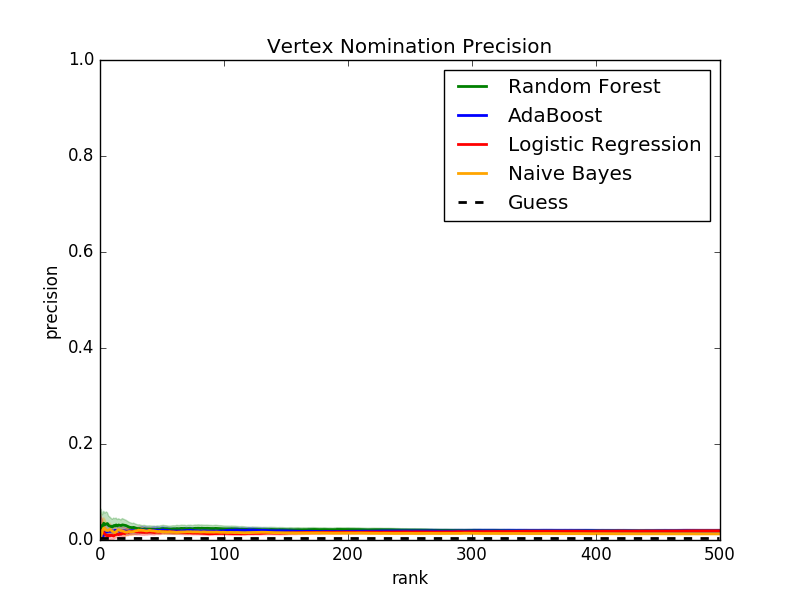 Vertex Nomination Precision
1.0
0.8
0.6
0.4
0.2
0.0
precision
Random Forest
AdaBoost
Logistic Regression
Naive Bayes
Guess
0 100 200 300 400 500
rank